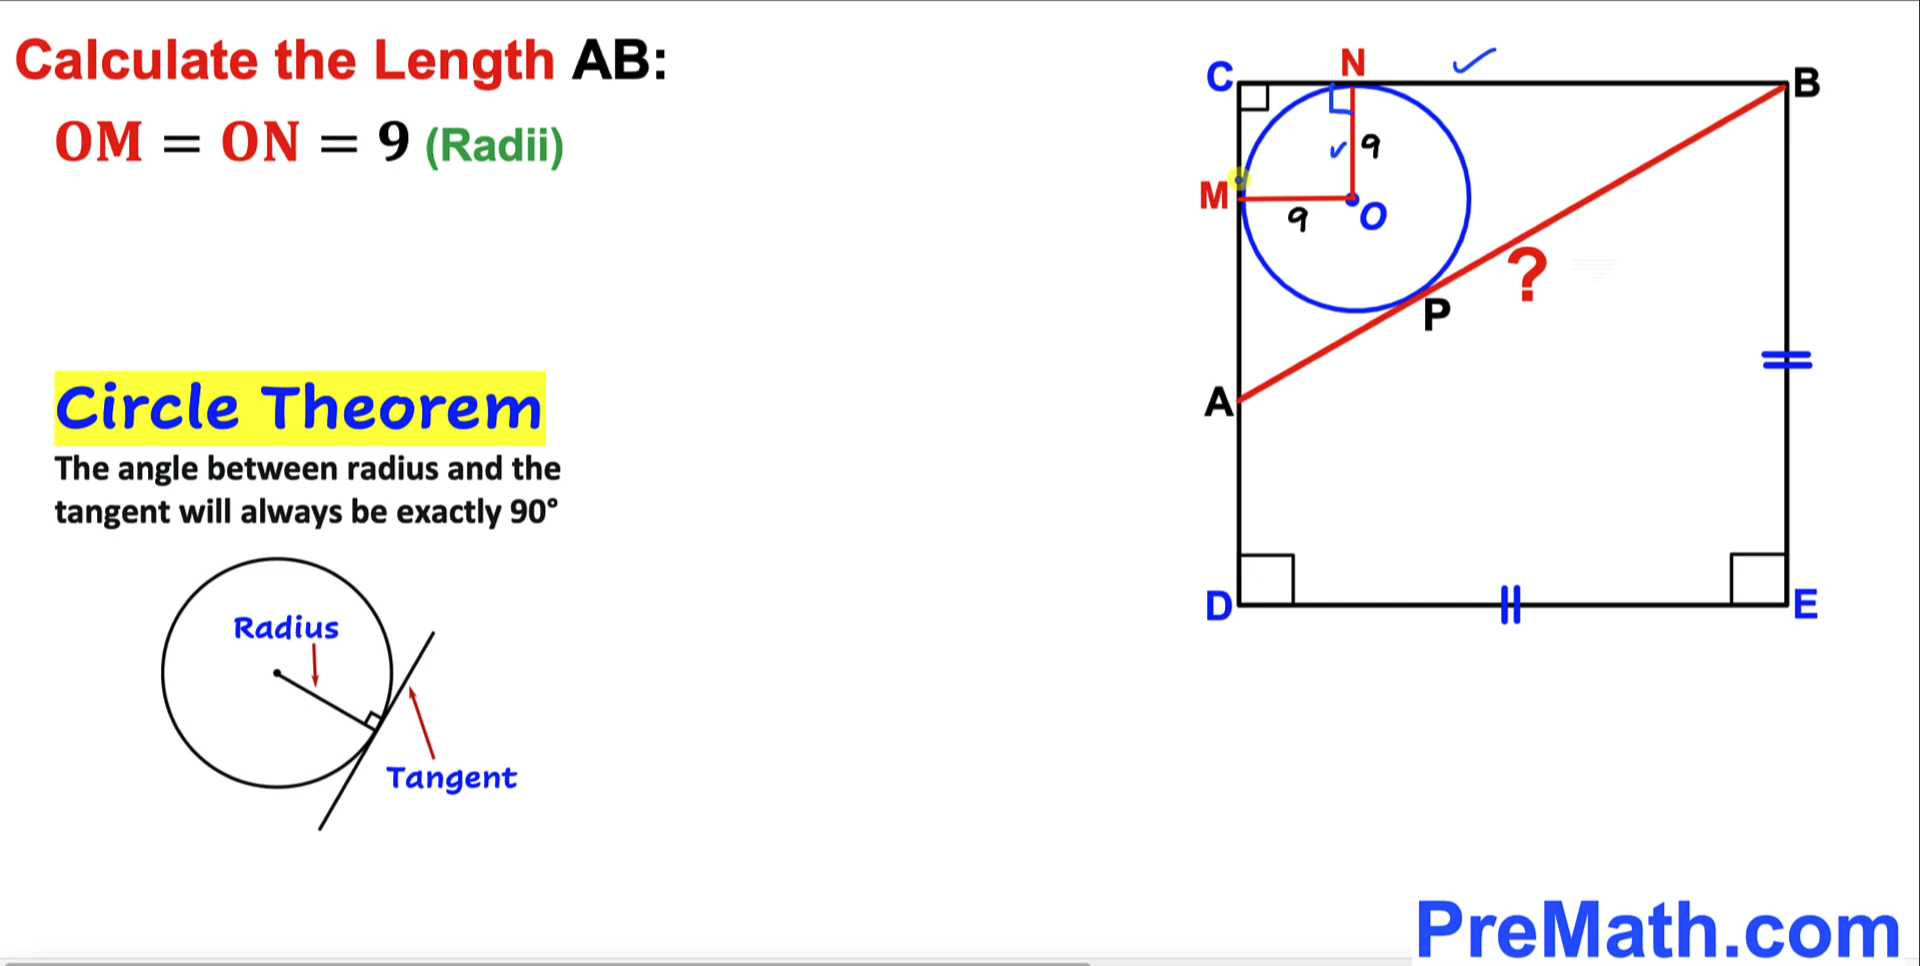 Calculate the Length AB:
OM = ON = 9 (Radii)
Circle Theorem
The angle between radius and the
tangent will always be exactly 90°
Radius
Tangent
C
N
B
9
M
9
O
?
P
A
D
E
PreMath.com